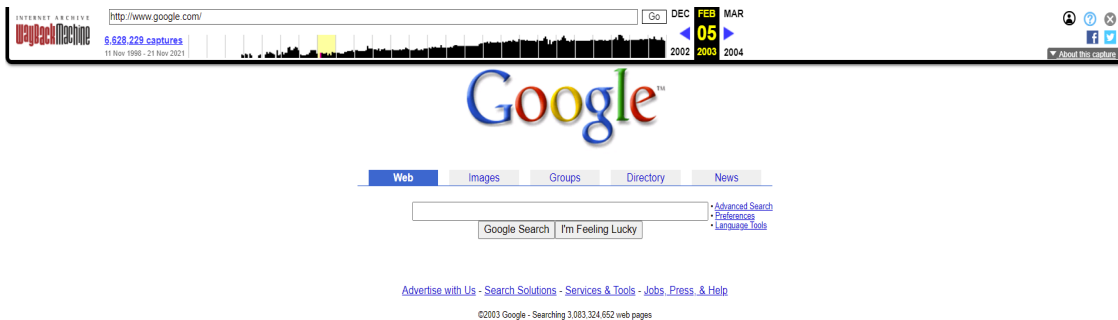 INTERNET ARCHIVE
WayBackMachine
http://www.google.com/
Go
DEC FEB MAR
05
2002 2003 2004
6,628,229 captures
11 Nov 1998 - 21 Nov 2021
About this capture
Google™
Web Images Groups Directory News
• Advanced Search
• Preferences
• Language Tools
Google Search I'm Feeling Lucky
Advertise with Us - Search Solutions - Services & Tools - Jobs, Press, & Help
©2003 Google - Searching 3,083,324,652 web pages